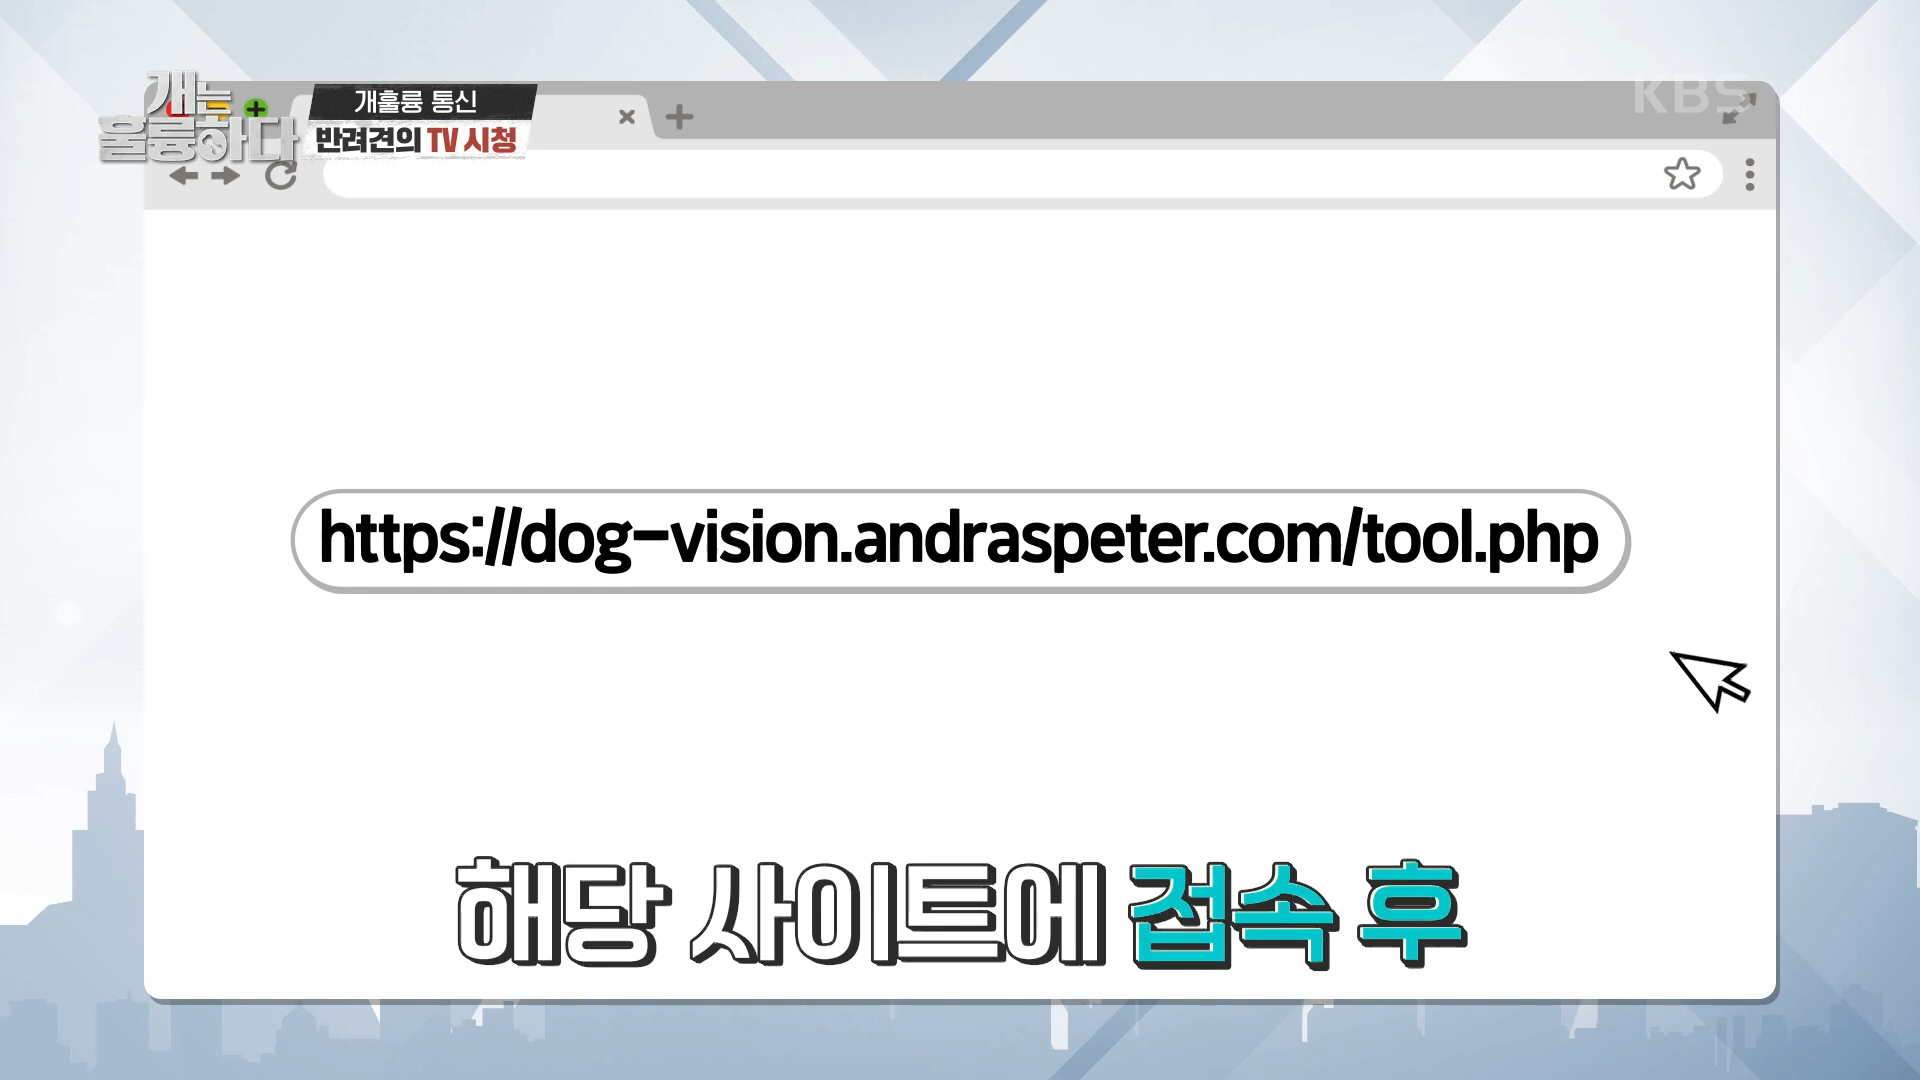 개는
훌륭하다
개훌륭 통신
반려견의 TV 시청
KBS
https://dog-vision.andraspeter.com/tool.php
해당 사이트에 접속 후